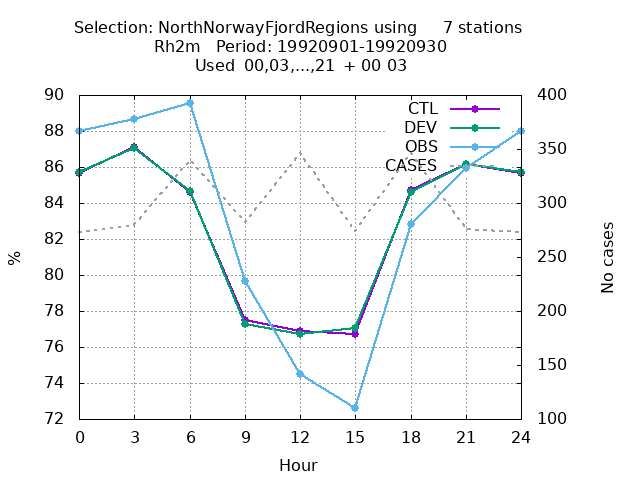 Selection: NorthNorwayFjordRegions using 7 stations
Rh2m Period: 19920901-19920930
Used 00,03,...,21 + 00 03
90
88
86
84
82
80
78
76
74
72
%
400
350
300
250
200
150
100
No cases
CTL
DEV
OBS
CASES
0 3 6 9 12 15 18 21 24
Hour